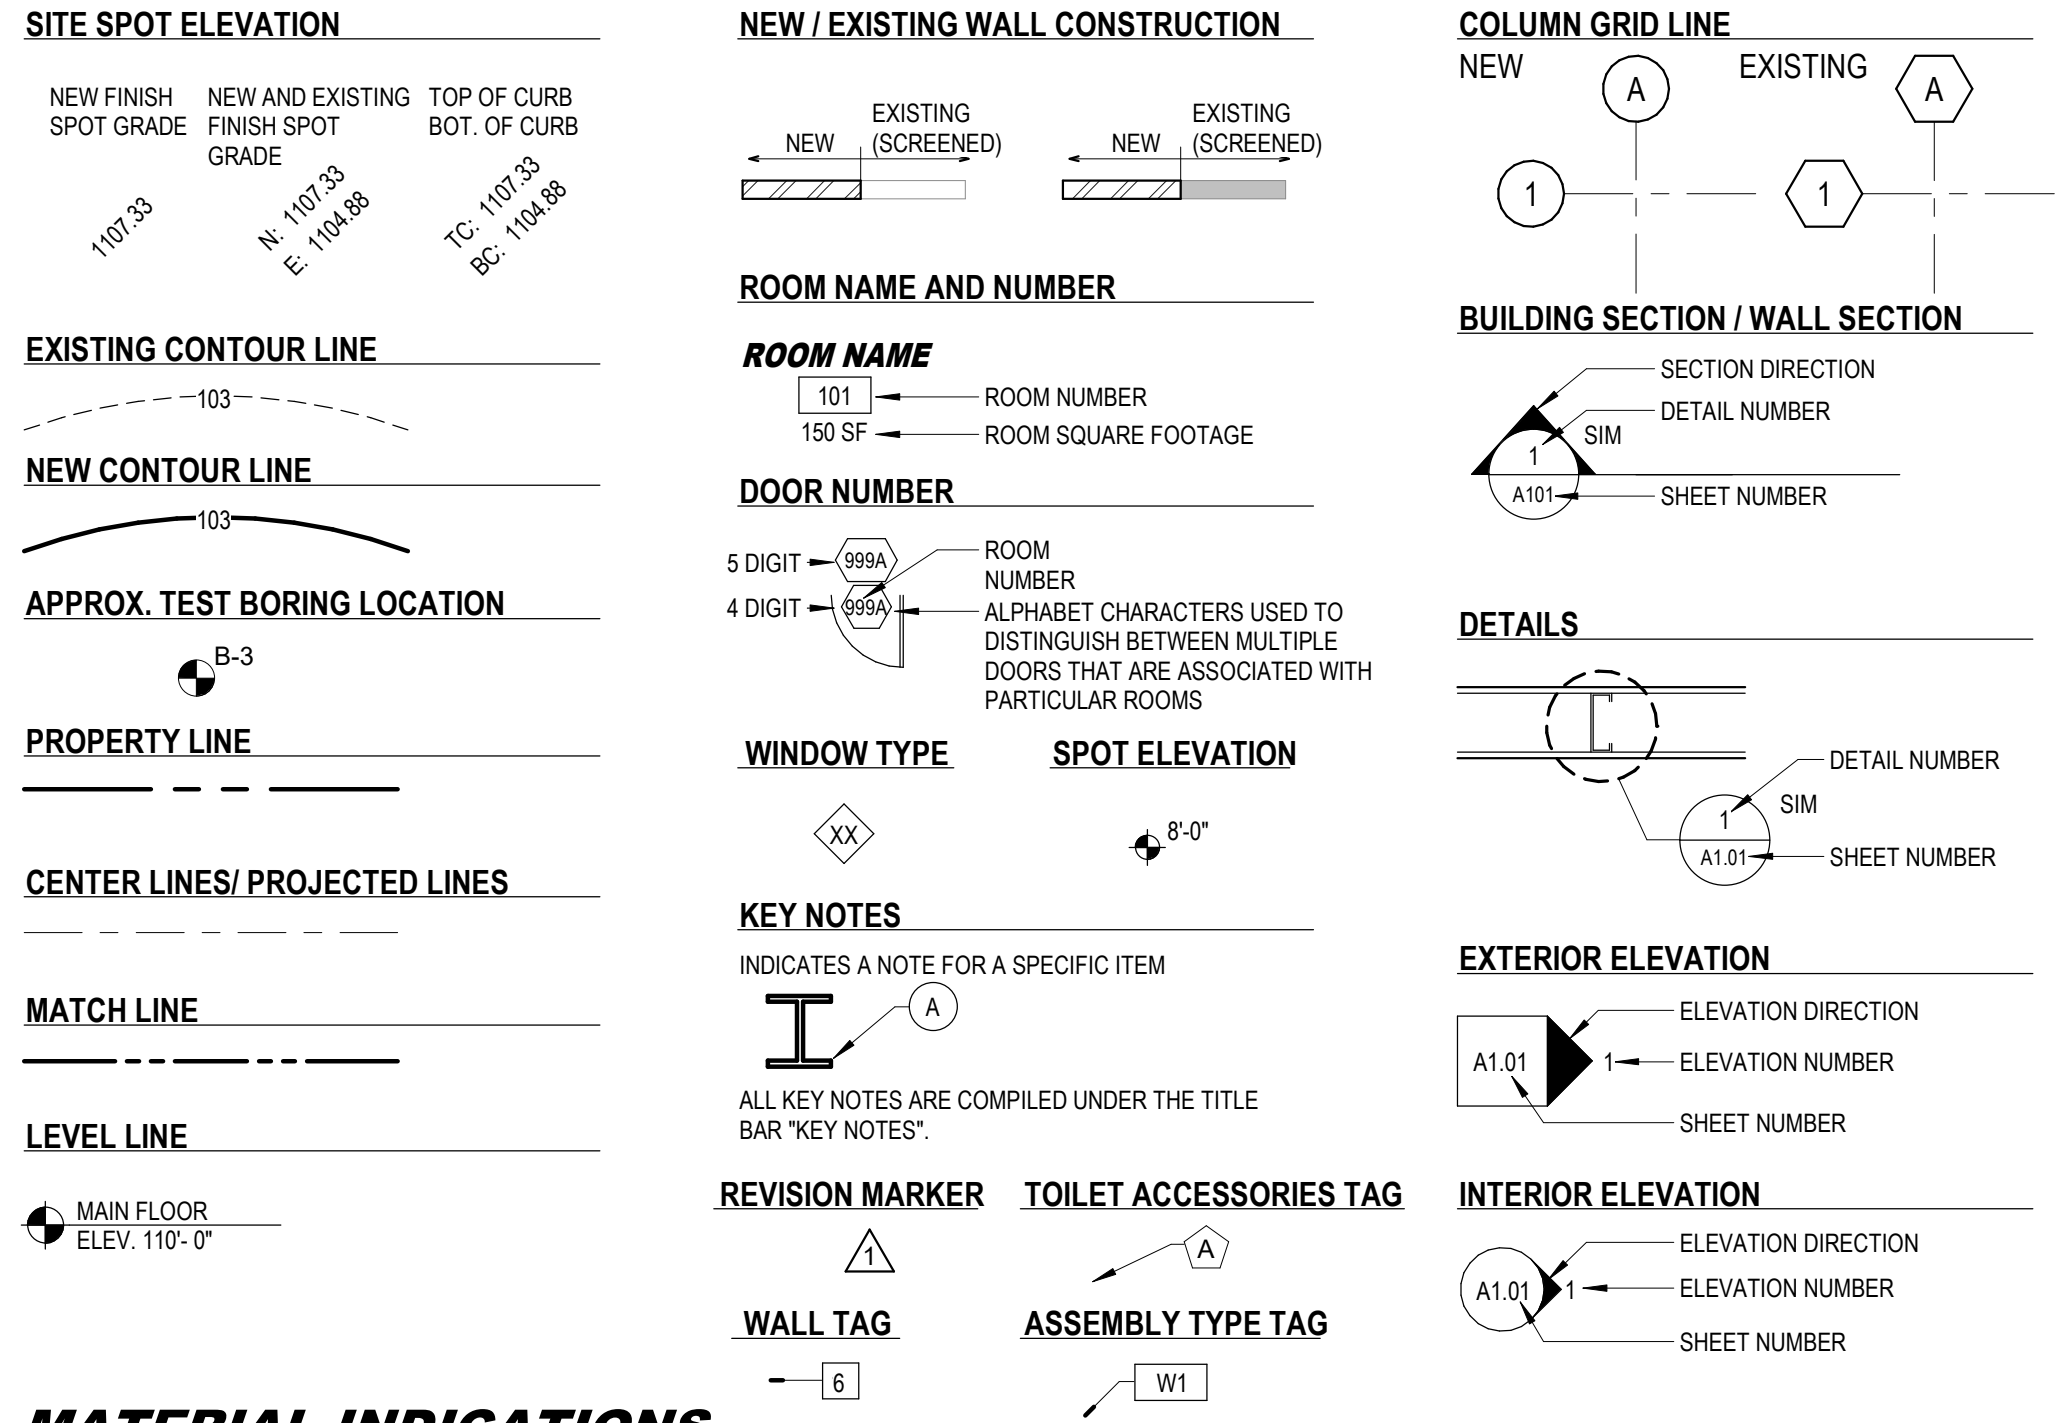 SITE SPOT ELEVATION
NEW FINISH
SPOT GRADE
NEW AND EXISTING
FINISH SPOT
GRADE
TOP OF CURB
BOT. OF CURB
1107.33
N: 1107.33
E: 1104.88
TC: 1107.33
BC: 1104.88
EXISTING CONTOUR LINE
103
NEW CONTOUR LINE
103
APPROX. TEST BORING LOCATION
B-3
PROPERTY LINE
CENTER LINES/ PROJECTED LINES
MATCH LINE
LEVEL LINE
MAIN FLOOR
ELEV. 110'- 0"
MATERIAL INDICATIONS
NEW / EXISTING WALL CONSTRUCTION
NEW
EXISTING
(SCREENED)
NEW
EXISTING
(SCREENED)
ROOM NAME AND NUMBER
ROOM NAME
101
ROOM NUMBER
150 SF
ROOM SQUARE FOOTAGE
DOOR NUMBER
5 DIGIT
999A
ROOM
NUMBER
4 DIGIT
999A
ALPHABET CHARACTERS USED TO
DISTINGUISH BETWEEN MULTIPLE
DOORS THAT ARE ASSOCIATED WITH
PARTICULAR ROOMS
WINDOW TYPE
XX
SPOT ELEVATION
8'-0"
KEY NOTES
INDICATES A NOTE FOR A SPECIFIC ITEM
A
ALL KEY NOTES ARE COMPILED UNDER THE TITLE
BAR "KEY NOTES".
REVISION MARKER
1
TOILET ACCESSORIES TAG
A
WALL TAG
6
ASSEMBLY TYPE TAG
W1
COLUMN GRID LINE
NEW
A
1
EXISTING
A
1
BUILDING SECTION / WALL SECTION
SECTION DIRECTION
DETAIL NUMBER
SIM
1
A101
SHEET NUMBER
DETAILS
DETAIL NUMBER
SIM
1
A1.01
SHEET NUMBER
EXTERIOR ELEVATION
ELEVATION DIRECTION
A1.01
1
ELEVATION NUMBER
SHEET NUMBER
INTERIOR ELEVATION
ELEVATION DIRECTION
A1.01
1
ELEVATION NUMBER
SHEET NUMBER